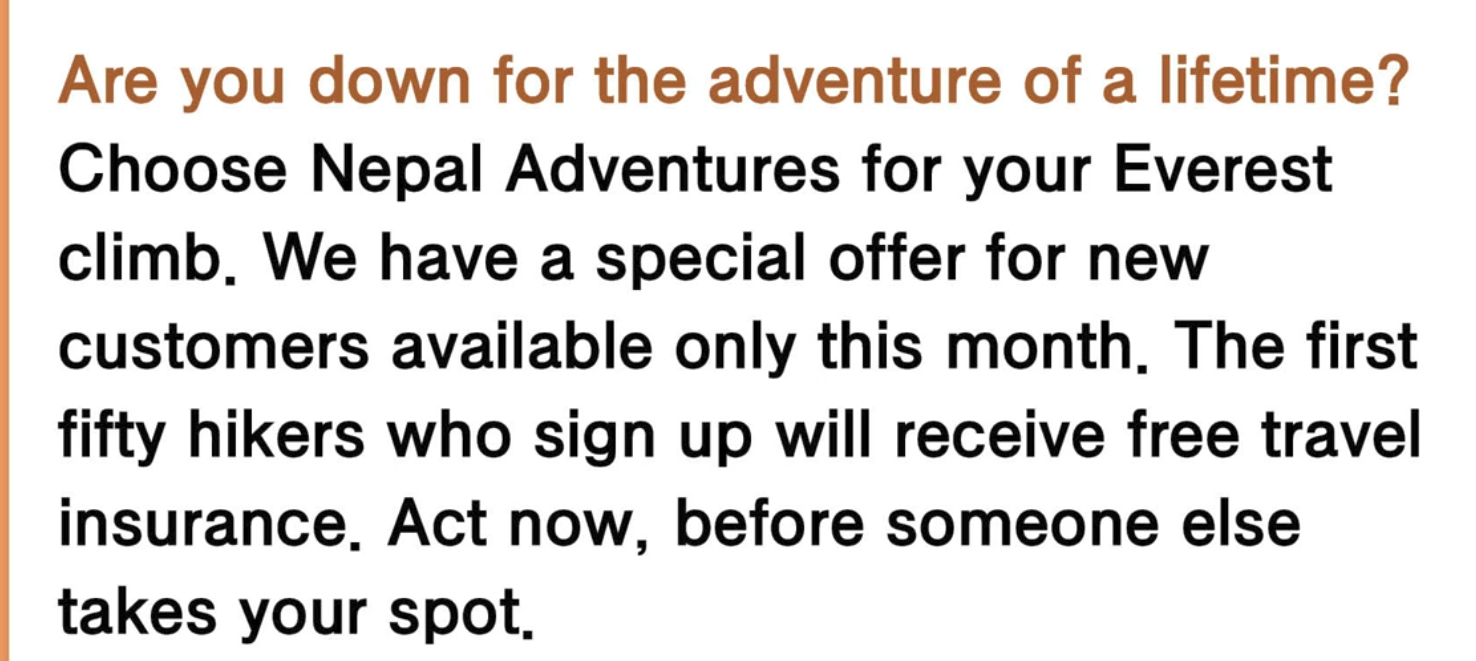 Are you down for the adventure of a lifetime?
Choose Nepal Adventures for your Everest
climb. We have a special offer for new
customers available only this month. The first
fifty hikers who sign up will receive free travel
insurance. Act now, before someone else
takes your spot.